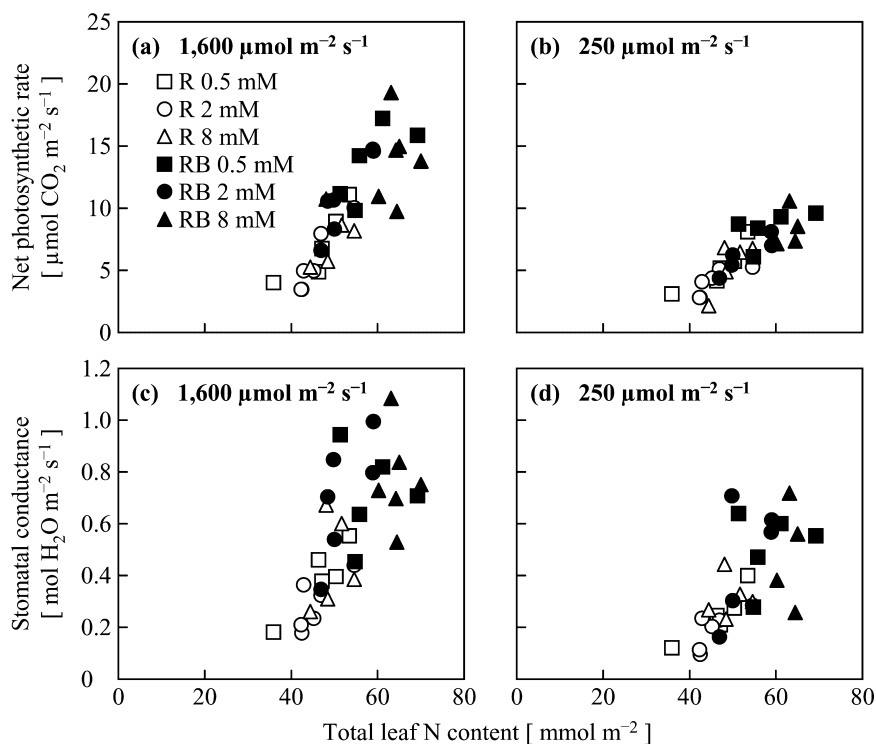 25
20
15
10
5
0
Net photosynthetic rate
[ µmol CO₂ m⁻² s⁻¹ ]
(a) 1,600 µmol m⁻² s⁻¹
R 0.5 mM
R 2 mM
R 8 mM
RB 0.5 mM
RB 2 mM
RB 8 mM
(b) 250 µmol m⁻² s⁻¹
1.2
1.0
0.8
0.6
0.4
0.2
0
Stomatal conductance
[ mol H₂O m⁻² s⁻¹ ]
(c) 1,600 µmol m⁻² s⁻¹
(d) 250 µmol m⁻² s⁻¹
0 20 40 60 80
0 20 40 60 80
Total leaf N content [ mmol m⁻² ]